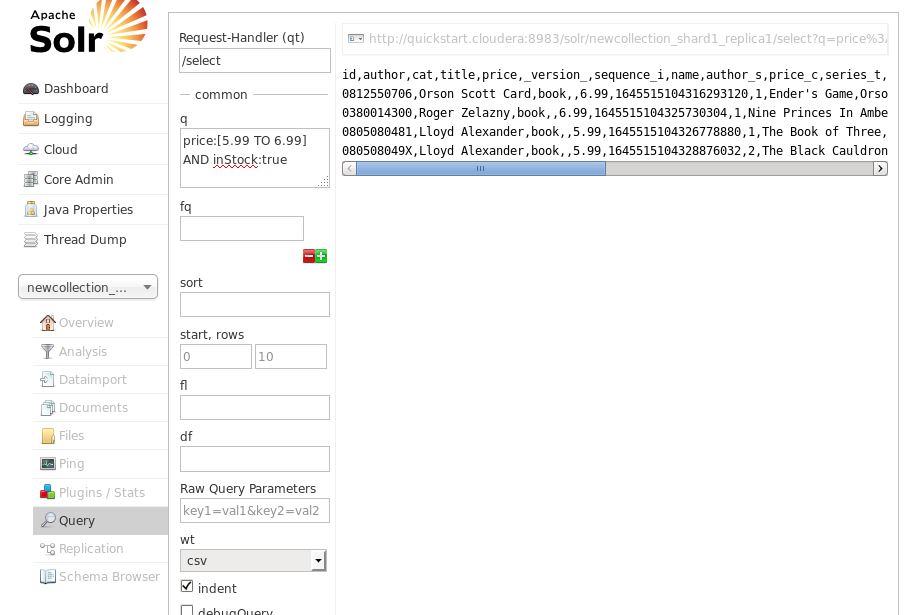 Apache
Solr
Dashboard
Logging
Cloud
Core Admin
Java Properties
Thread Dump
newcollection_...
Overview
Analysis
Dataimport
Documents
Files
Ping
Plugins / Stats
Query
Replication
Schema Browser
Request-Handler (qt)
/select
common
q
price:[5.99 TO 6.99]
AND inStock:true
fq
sort
start, rows
0 10
fl
df
Raw Query Parameters
key1=val1&key2=val2
wt
csv
indent
debugQuery
http://quickstart.cloudera:8983/solr/newcollection_shard1_replica1/select?q=price%3
id,author,cat,title,price,_version_,sequence_i,name,author_s,price_c,series_t,
0812550706,Orson Scott Card,book,,6.99,1645515104316293120,1,Ender's Game,Orso
0380014300,Roger Zelazny,book,,6.99,1645515104325730304,1,Nine Princes In Ambe
0805080481,Lloyd Alexander,book,,5.99,1645515104326778880,1,The Book of Three,
080508049X,Lloyd Alexander,book,,5.99,1645515104328876032,2,The Black Cauldron